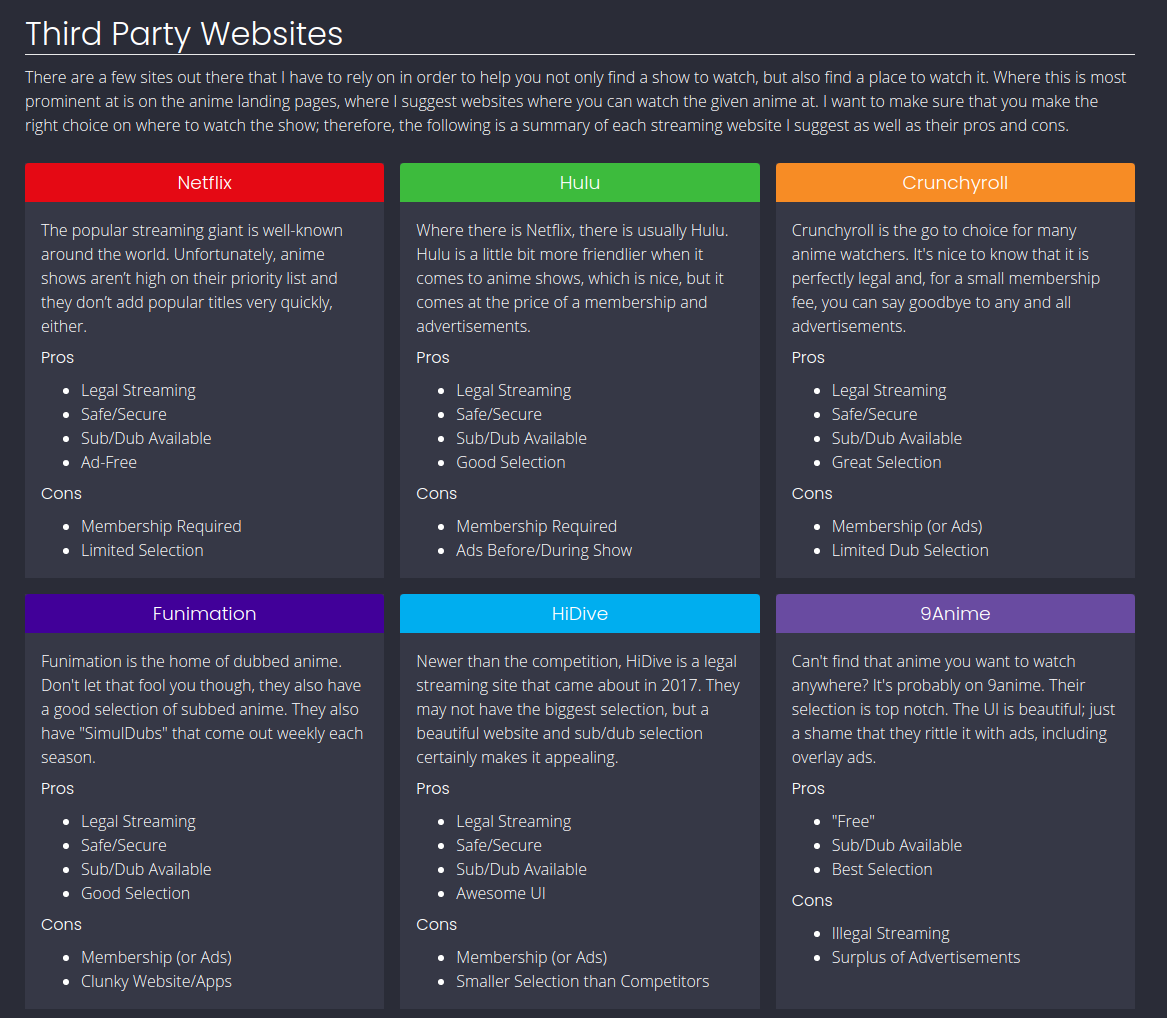 Third Party Websites
There are a few sites out there that I have to rely on in order to help you not only find a show to watch, but also find a place to watch it. Where this is most
prominent at is on the anime landing pages, where I suggest websites where you can watch the given anime at. I want to make sure that you make the
right choice on where to watch the show; therefore, the following is a summary of each streaming website I suggest as well as their pros and cons.
Netflix
The popular streaming giant is well-known
around the world. Unfortunately, anime
shows aren’t high on their priority list and
they don’t add popular titles very quickly,
either.
Pros
Legal Streaming
Safe/Secure
Sub/Dub Available
Ad-Free
Cons
Membership Required
Limited Selection
Hulu
Where there is Netflix, there is usually Hulu.
Hulu is a little bit more friendlier when it
comes to anime shows, which is nice, but it
comes at the price of a membership and
advertisements.
Pros
Legal Streaming
Safe/Secure
Sub/Dub Available
Good Selection
Cons
Membership Required
Ads Before/During Show
Crunchyroll
Crunchyroll is the go to choice for many
anime watchers. It's nice to know that it is
perfectly legal and, for a small membership
fee, you can say goodbye to any and all
advertisements.
Pros
Legal Streaming
Safe/Secure
Sub/Dub Available
Great Selection
Cons
Membership (or Ads)
Limited Dub Selection
Funimation
Funimation is the home of dubbed anime.
Don't let that fool you though, they also have
a good selection of subbed anime. They also
have "SimulDubs" that come out weekly each
season.
Pros
Legal Streaming
Safe/Secure
Sub/Dub Available
Good Selection
Cons
Membership (or Ads)
Clunky Website/Apps
HiDive
Newer than the competition, HiDive is a legal
streaming site that came about in 2017. They
may not have the biggest selection, but a
beautiful website and sub/dub selection
certainly makes it appealing.
Pros
Legal Streaming
Safe/Secure
Sub/Dub Available
Awesome UI
Cons
Membership (or Ads)
Smaller Selection than Competitors
9Anime
Can't find that anime you want to watch
anywhere? It's probably on 9anime. Their
selection is top notch. The UI is beautiful; just
a shame that they rittle it with ads, including
overlay ads.
Pros
"Free"
Sub/Dub Available
Best Selection
Cons
Illegal Streaming
Surplus of Advertisements